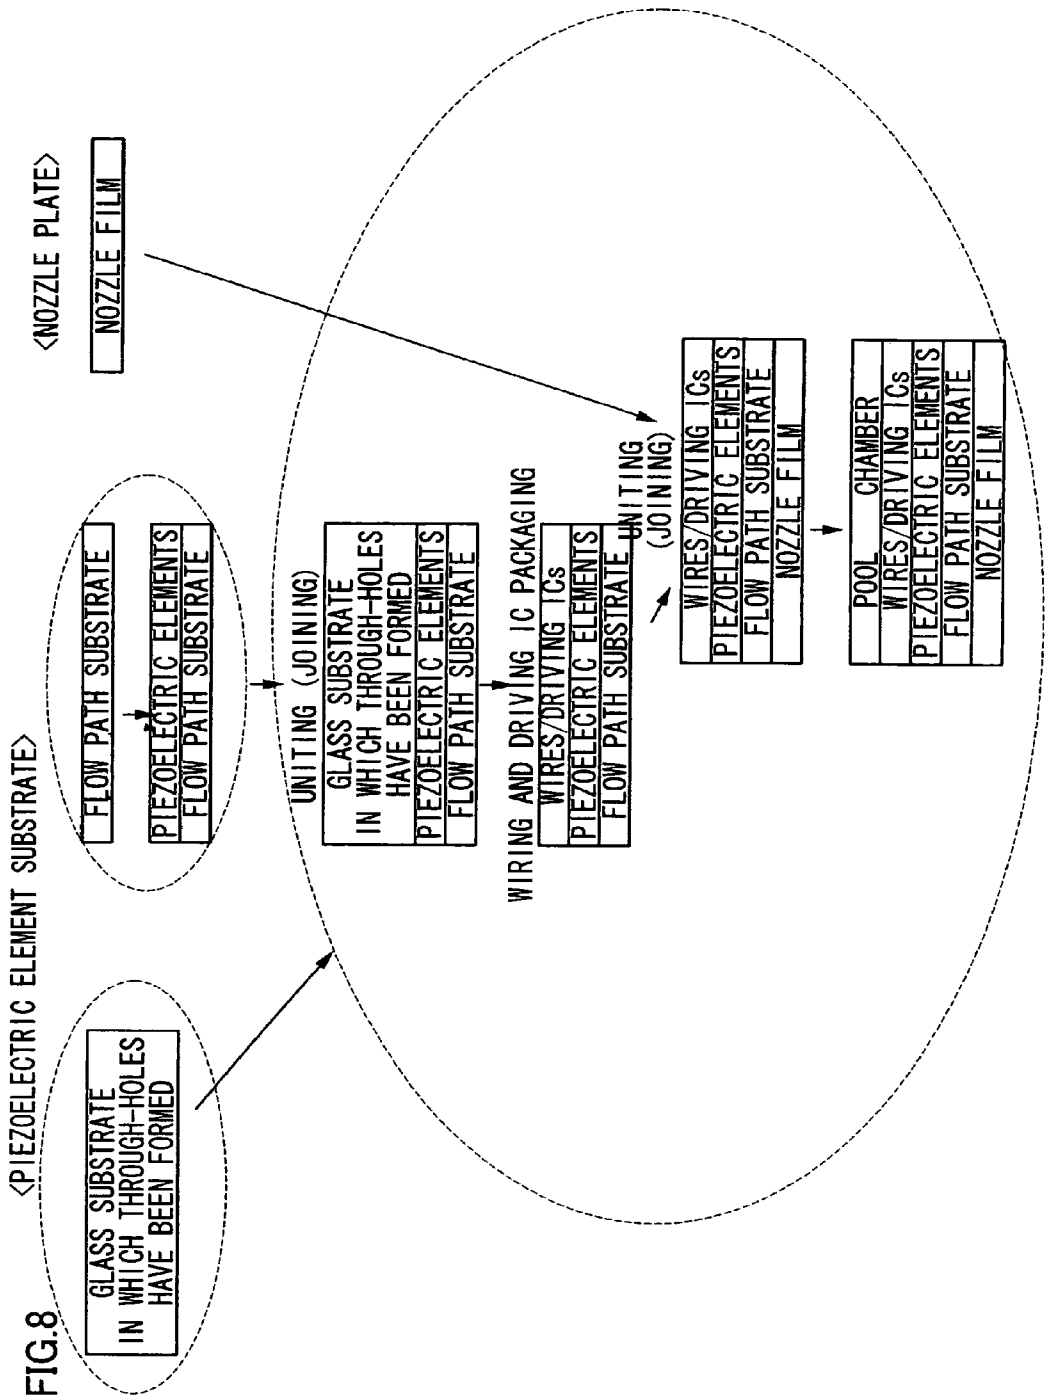 FIG.8
<PIEZOELECTRIC ELEMENT SUBSTRATE>
<NOZZLE PLATE>
GLASS SUBSTRATE
IN WHICH THROUGH-HOLES
HAVE BEEN FORMED
FLOW PATH SUBSTRATE
PIEZOELECTRIC ELEMENTS
FLOW PATH SUBSTRATE
NOZZLE FILM
UNITING (JOINING)
GLASS SUBSTRATE
IN WHICH THROUGH-HOLES
HAVE BEEN FORMED
PIEZOELECTRIC ELEMENTS
FLOW PATH SUBSTRATE
WIRING AND DRIVING IC PACKAGING
WIRES/DRIVING ICs
PIEZOELECTRIC ELEMENTS
FLOW PATH SUBSTRATE
UNITING
(JOINING)
WIRES/DRIVING ICs
PIEZOELECTRIC ELEMENTS
FLOW PATH SUBSTRATE
NOZZLE FILM
POOL CHAMBER
WIRES/DRIVING ICs
PIEZOELECTRIC ELEMENTS
FLOW PATH SUBSTRATE
NOZZLE FILM